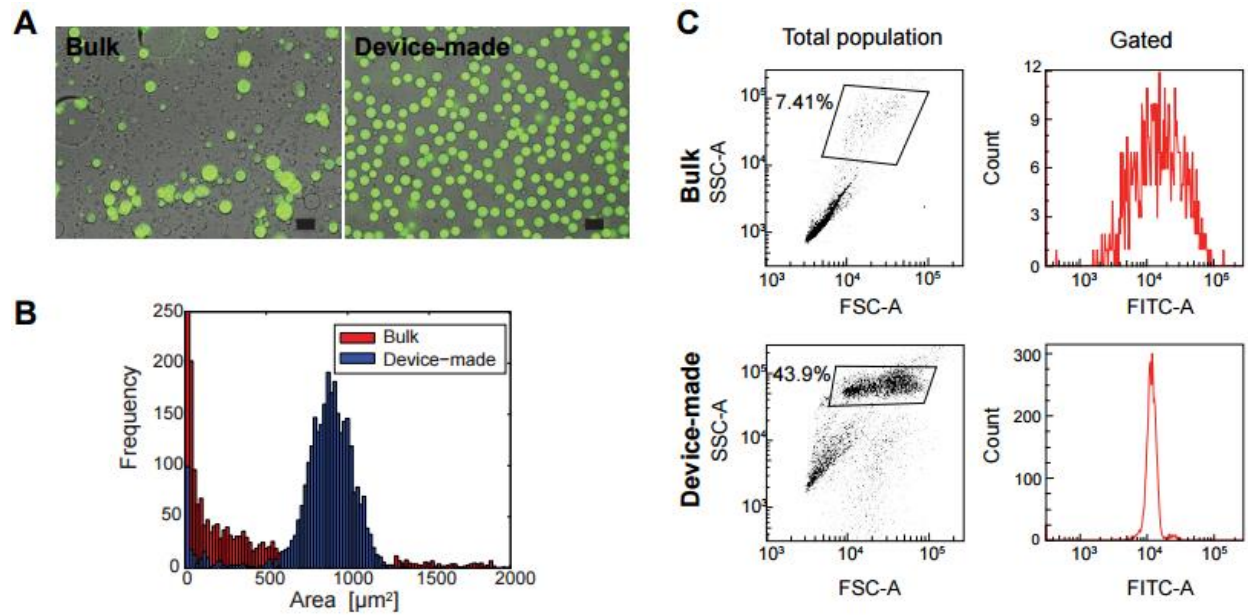 A
Bulk
Device-made
B
250
200
150
100
50
0
Frequency
Bulk
Device−made
0
500
1000
1500
2000
Area [µm²]
C
Total population
Gated
Bulk
SSC-A
10⁵
10⁴
10³
7.41%
10³
10⁴
10⁵
FSC-A
Count
12
9
6
3
0
10³
10⁴
10⁵
FITC-A
Device-made
SSC-A
10⁵
10⁴
10³
43.9%
10³
10⁴
10⁵
FSC-A
Count
300
200
100
0
10³
10⁴
10⁵
FITC-A